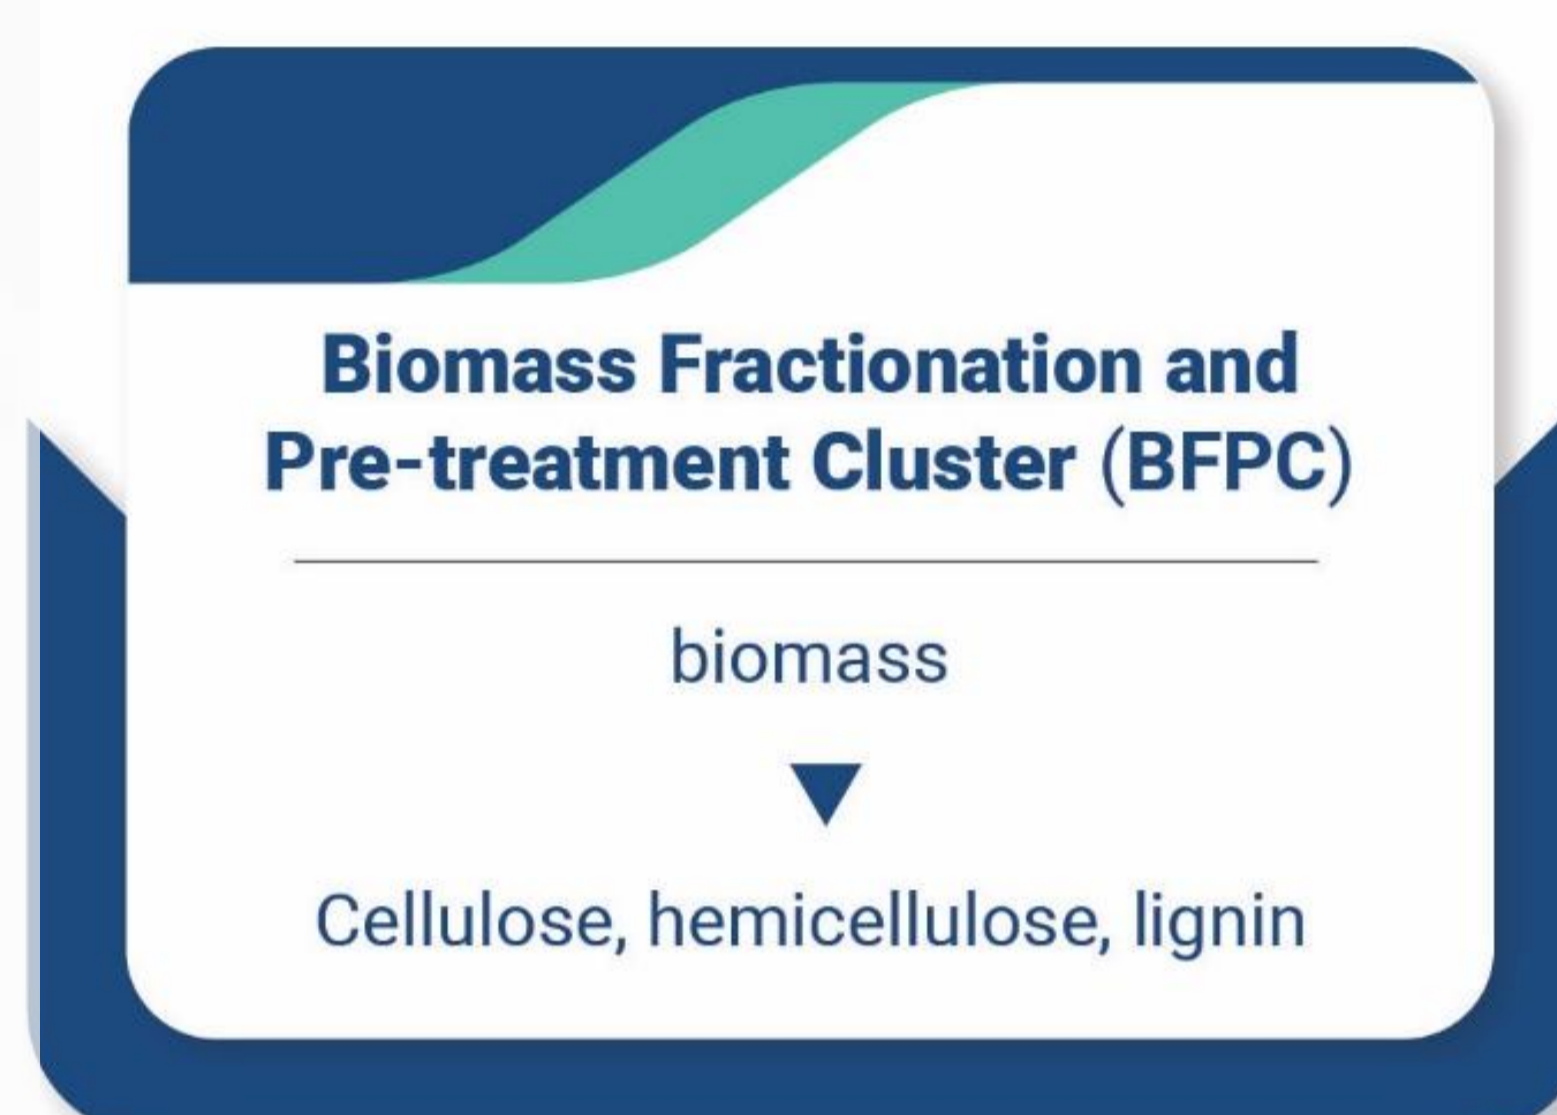 Biomass Fractionation and
Pre-treatment Cluster (BFPC)
biomass
Cellulose, hemicellulose, lignin